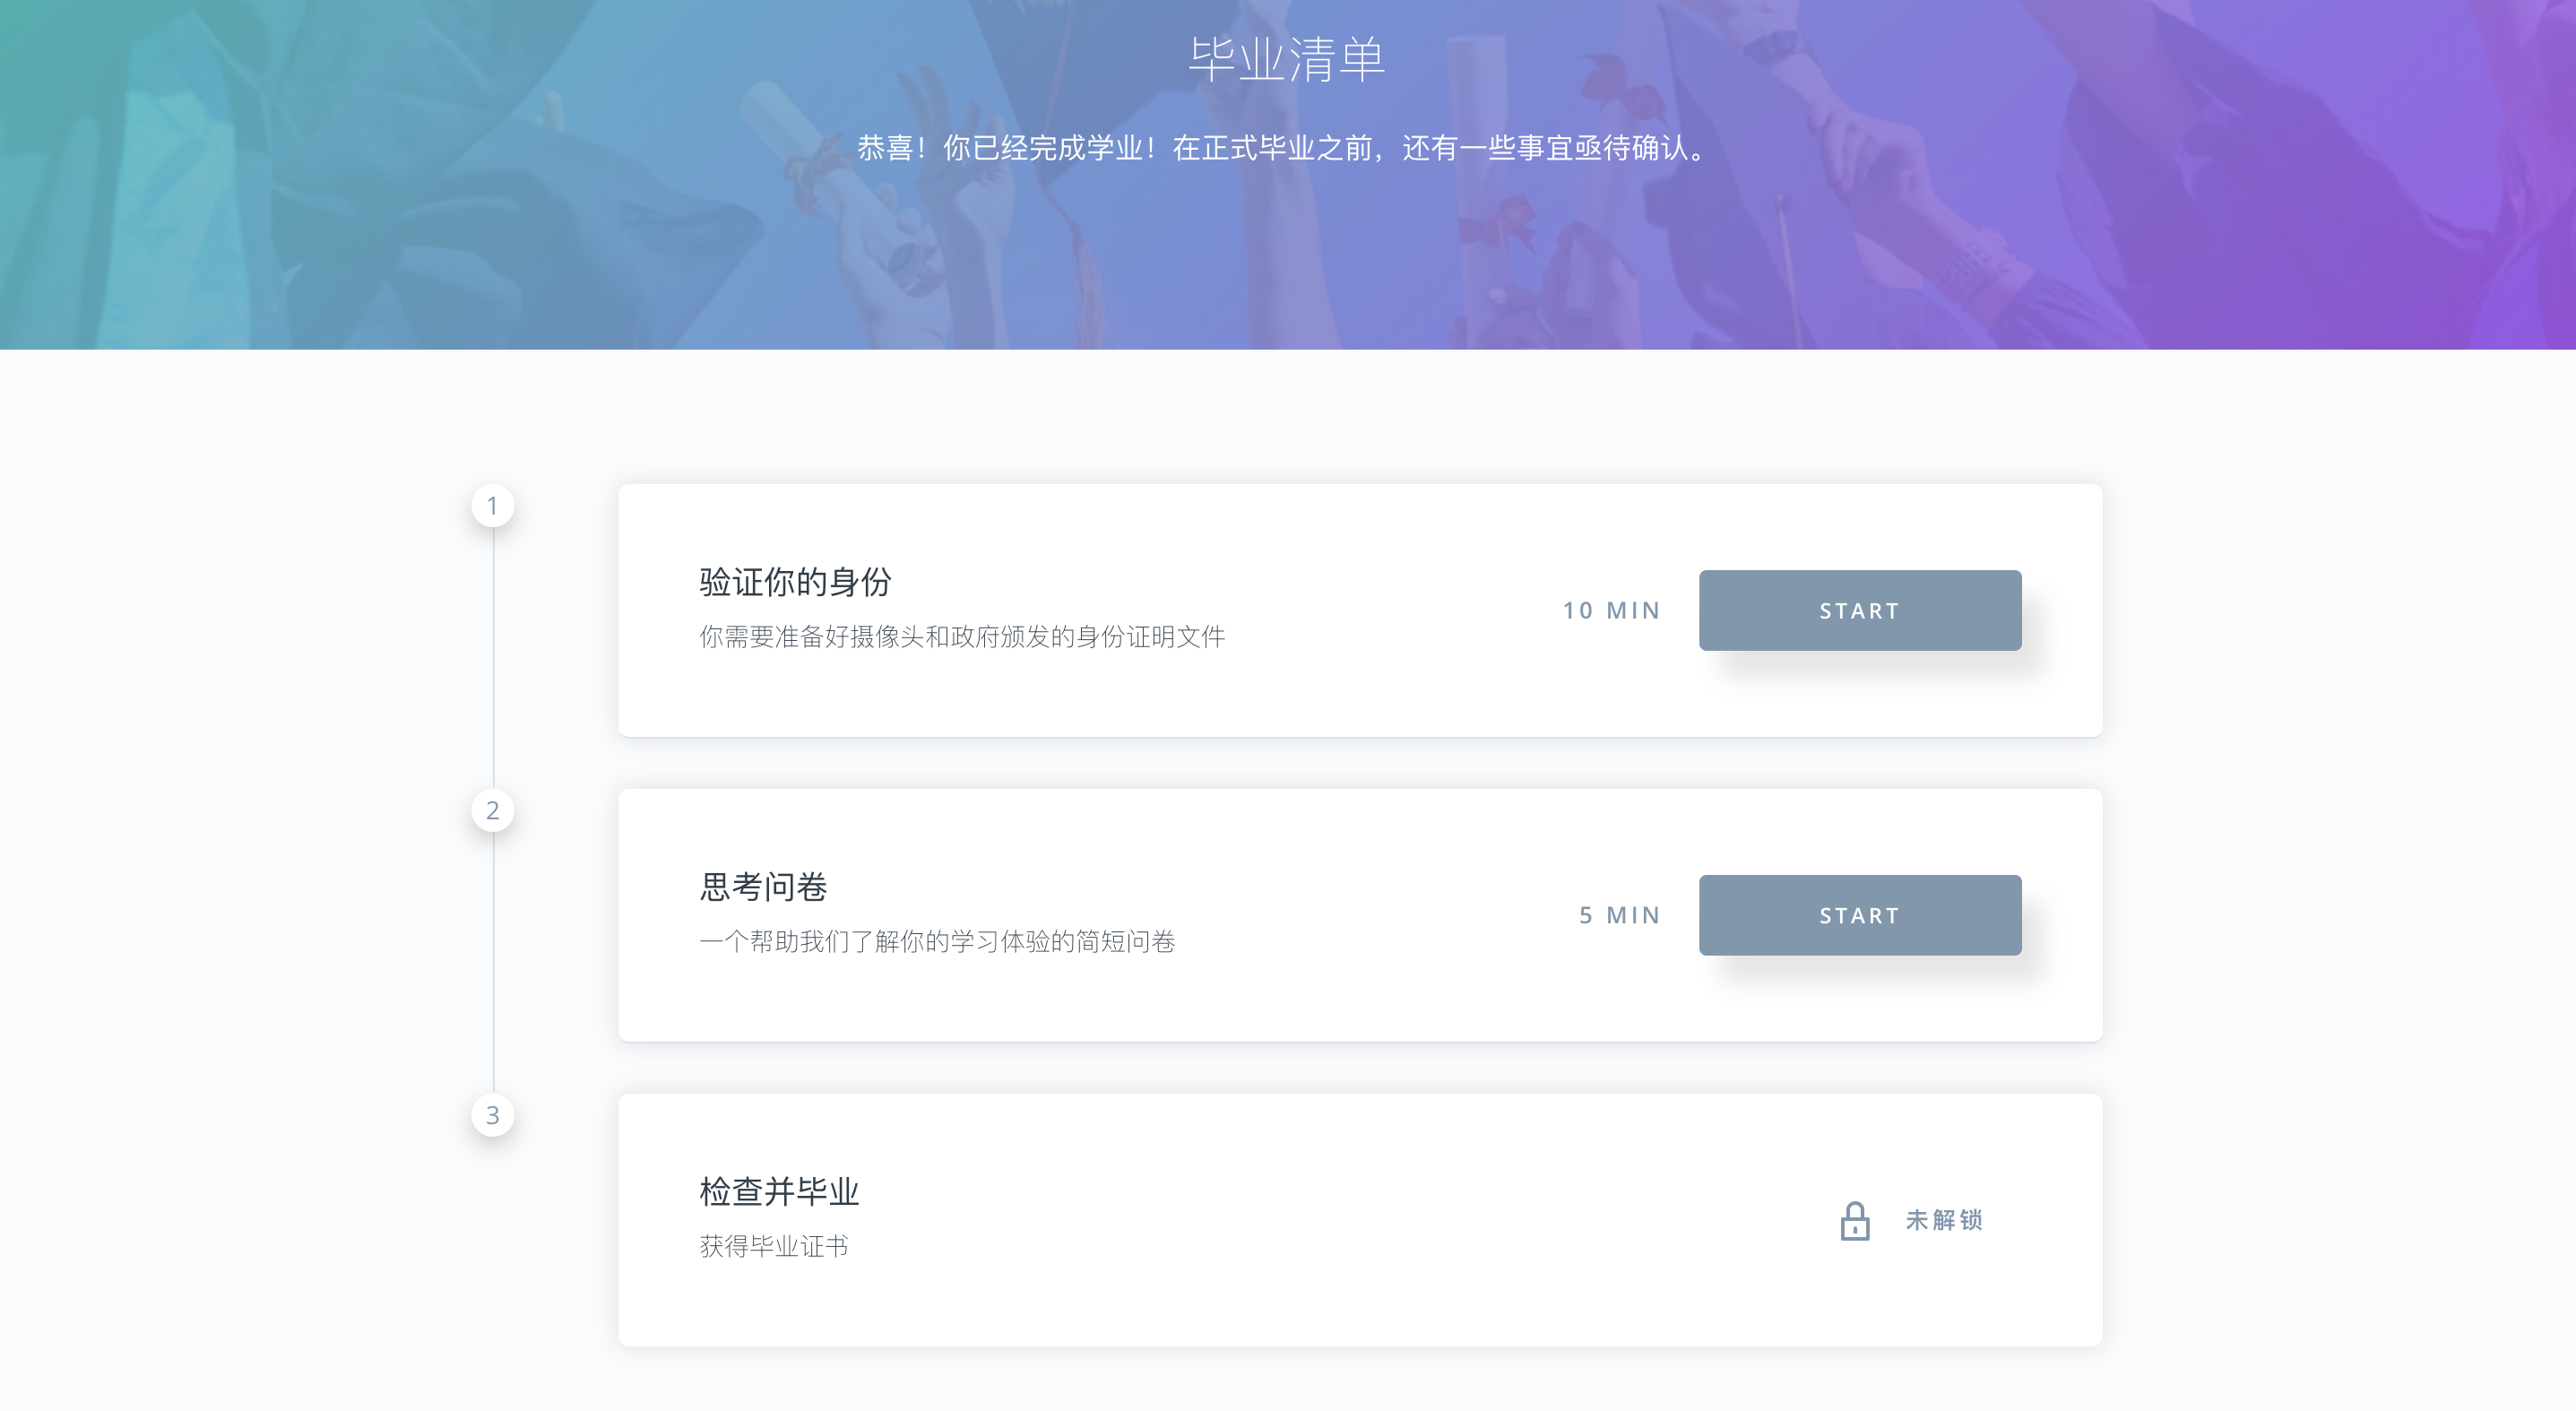 毕业清单
恭喜！你已经完成学业！在正式毕业之前，还有一些事宜亟待确认。
1
验证你的身份
你需要准备好摄像头和政府颁发的身份证明文件
10 MIN
START
2
思考问卷
一个帮助我们了解你的学习体验的简短问卷
5 MIN
START
3
检查并毕业
获得毕业证书
未解锁